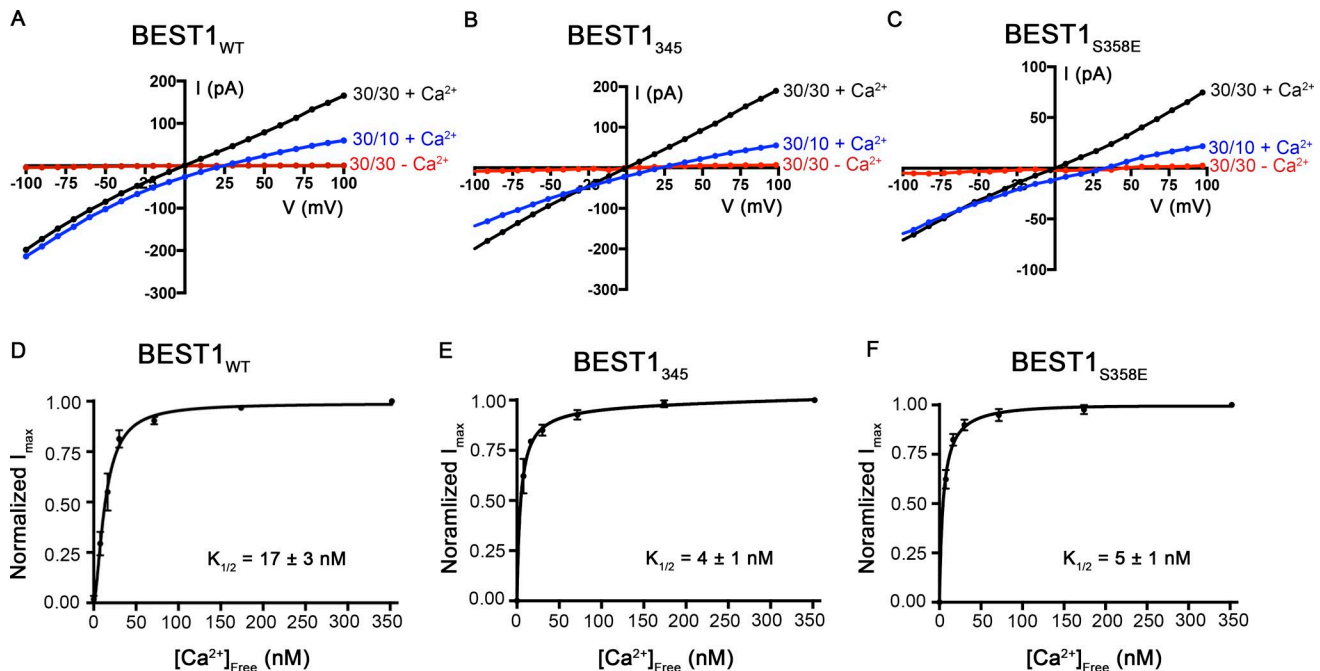 A
BEST1WT
I (pA)
200
100
-100
-200
-300
-100 -75 -50 -25 25 50 75 100
V (mV)
30/30 + Ca²⁺
30/10 + Ca²⁺
30/30 - Ca²⁺
B
BEST1345
I (pA)
200
100
-100
-200
-300
-100 -75 -50 -25 25 50 75 100
V (mV)
30/30 + Ca²⁺
30/10 + Ca²⁺
30/30 - Ca²⁺
C
BEST1S358E
I (pA)
100
50
-50
-100
-100 -75 -50 -25 25 50 75 100
V (mV)
30/30 + Ca²⁺
30/10 + Ca²⁺
30/30 - Ca²⁺
D
BEST1WT
Normalized Imax
1.00
0.75
0.50
0.25
0.00
K1/2 = 17 ± 3 nM
0 50 100 150 200 250 300 350
[Ca²⁺]Free (nM)
E
BEST1345
Noramlized Imax
1.00
0.75
0.50
0.25
0.00
K1/2 = 4 ± 1 nM
0 50 100 150 200 250 300 350
[Ca²⁺]Free (nM)
F
BEST1S358E
Noramlized Imax
1.00
0.75
0.50
0.25
0.00
K1/2 = 5 ± 1 nM
0 50 100 150 200 250 300 350
[Ca²⁺]Free (nM)